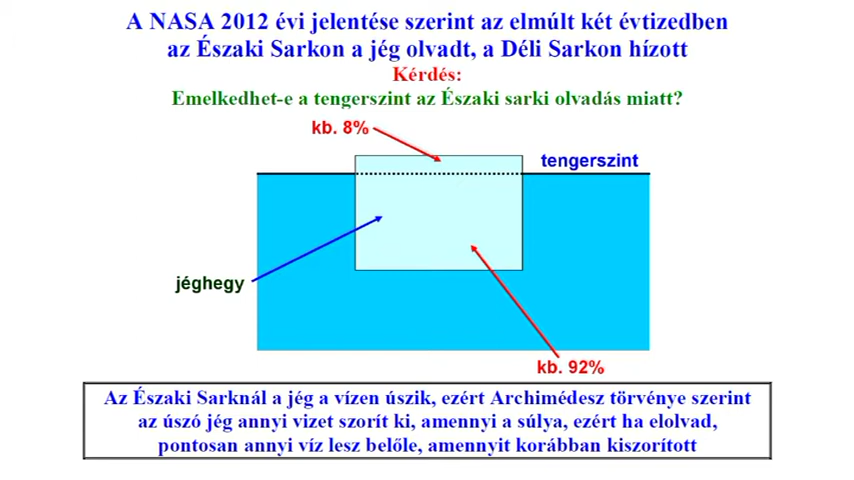 A NASA 2012 évi jelentése szerint az elmúlt két évtizedben
az Északi Sarkon a jég olvadt, a Déli Sarkon hízott
Kérdés:
Emelkedhet-e a tengerszint az Északi sarki olvadás miatt?
kb. 8%
tengerszint
jéghegy
kb. 92%
Az Északi Sarknál a jég a vízen úszik, ezért Archimédesz törvénye szerint
az úszó jég annyi vizet szorít ki, amennyi a súlya, ezért ha elolvad,
pontosan annyi víz lesz belőle, amennyit korábban kiszorított